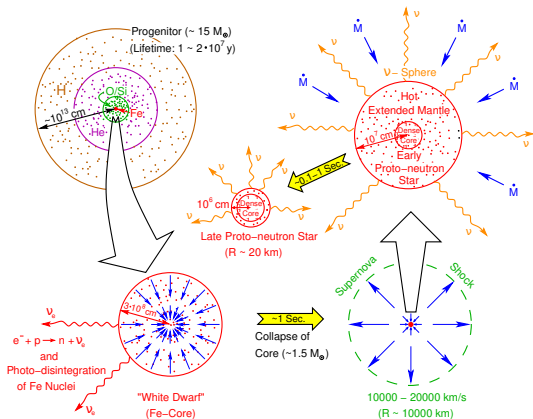 Progenitor (~ 15 M⊙)
(Lifetime: 1 ~ 2·10⁷ y)
H
O/Si
Fe
He
~10¹³ cm
Ṁ
Ṁ
Ṁ
Ṁ
Ṁ
ν
ν
ν
ν
ν
ν
ν
ν
ν − Sphere
Hot
Extended Mantle
10⁷ cm
Dense
Core
Early
Proto−neutron
Star
~0.1−1 Sec.
ν
ν
ν
ν
ν
10⁶ cm
Dense
Core
Late Proto−neutron Star
(R ~ 20 km)
3·10⁸ cm
νₑ
e⁻+ p → n + νₑ
and
Photo−disintegration
of Fe Nuclei
νₑ
"White Dwarf"
(Fe−Core)
~1 Sec.
Collapse of
Core (~1.5 M⊙)
Supernova
Shock
10000 − 20000 km/s
(R ~ 10000 km)